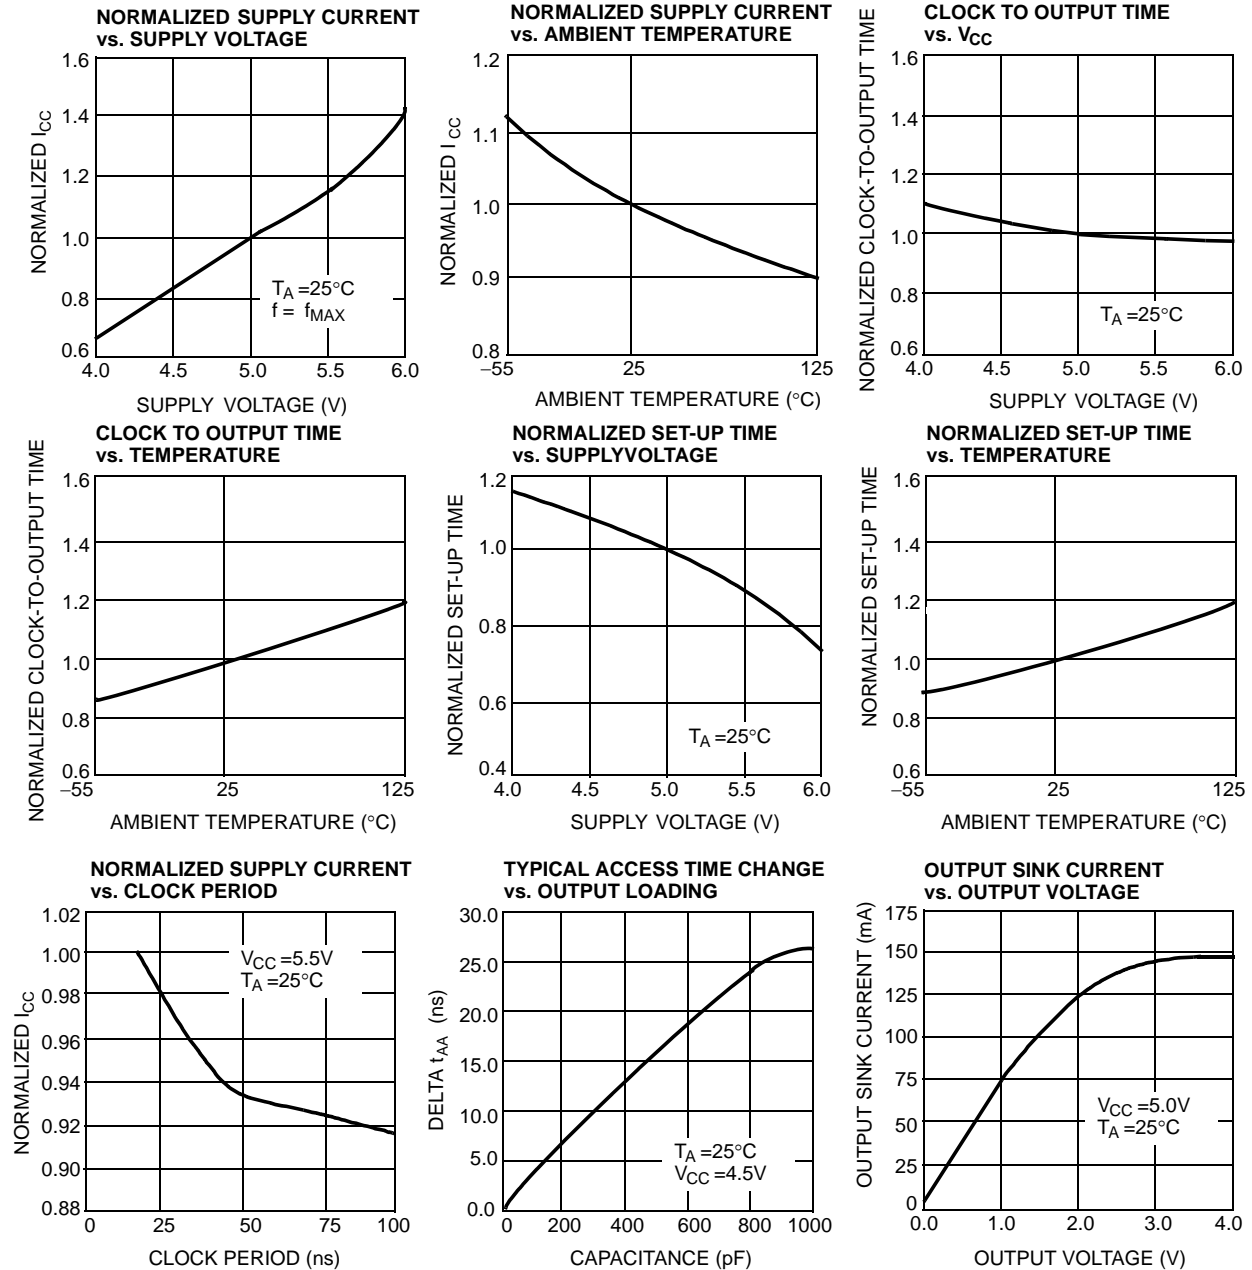 NORMALIZED SUPPLY CURRENT
vs. SUPPLY VOLTAGE
NORMALIZED ICC
1.6
1.4
1.2
1.0
0.8
0.6
TA =25°C
f = fMAX
4.0 4.5 5.0 5.5 6.0
SUPPLY VOLTAGE (V)
NORMALIZED SUPPLY CURRENT
vs. AMBIENT TEMPERATURE
NORMALIZED ICC
1.2
1.1
1.0
0.9
0.8
−55 25 125
AMBIENT TEMPERATURE (°C)
CLOCK TO OUTPUT TIME
vs. VCC
NORMALIZED CLOCK-TO-OUTPUT TIME
1.6
1.4
1.2
1.0
0.8
0.6
TA =25°C
4.0 4.5 5.0 5.5 6.0
SUPPLY VOLTAGE (V)
CLOCK TO OUTPUT TIME
vs. TEMPERATURE
NORMALIZED CLOCK-TO-OUTPUT TIME
1.6
1.4
1.2
1.0
0.8
0.6
−55 25 125
AMBIENT TEMPERATURE (°C)
NORMALIZED SET-UP TIME
vs. SUPPLYVOLTAGE
NORMALIZED SET-UP TIME
1.2
1.0
0.8
0.6
0.4
TA =25°C
4.0 4.5 5.0 5.5 6.0
SUPPLY VOLTAGE (V)
NORMALIZED SET-UP TIME
vs. TEMPERATURE
NORMALIZED SET-UP TIME
1.6
1.4
1.2
1.0
0.8
0.6
−55 25 125
AMBIENT TEMPERATURE (°C)
NORMALIZED SUPPLY CURRENT
vs. CLOCK PERIOD
NORMALIZED ICC
1.02
1.00
0.98
0.96
0.94
0.92
0.90
0.88
VCC =5.5V
TA =25°C
0 25 50 75 100
CLOCK PERIOD (ns)
TYPICAL ACCESS TIME CHANGE
vs. OUTPUT LOADING
DELTA tAA (ns)
30.0
25.0
20.0
15.0
10.0
5.0
0.0
TA =25°C
VCC =4.5V
0 200 400 600 800 1000
CAPACITANCE (pF)
OUTPUT SINK CURRENT
vs. OUTPUT VOLTAGE
OUTPUT SINK CURRENT (mA)
175
150
125
100
75
50
25
0
VCC =5.0V
TA =25°C
0.0 1.0 2.0 3.0 4.0
OUTPUT VOLTAGE (V)